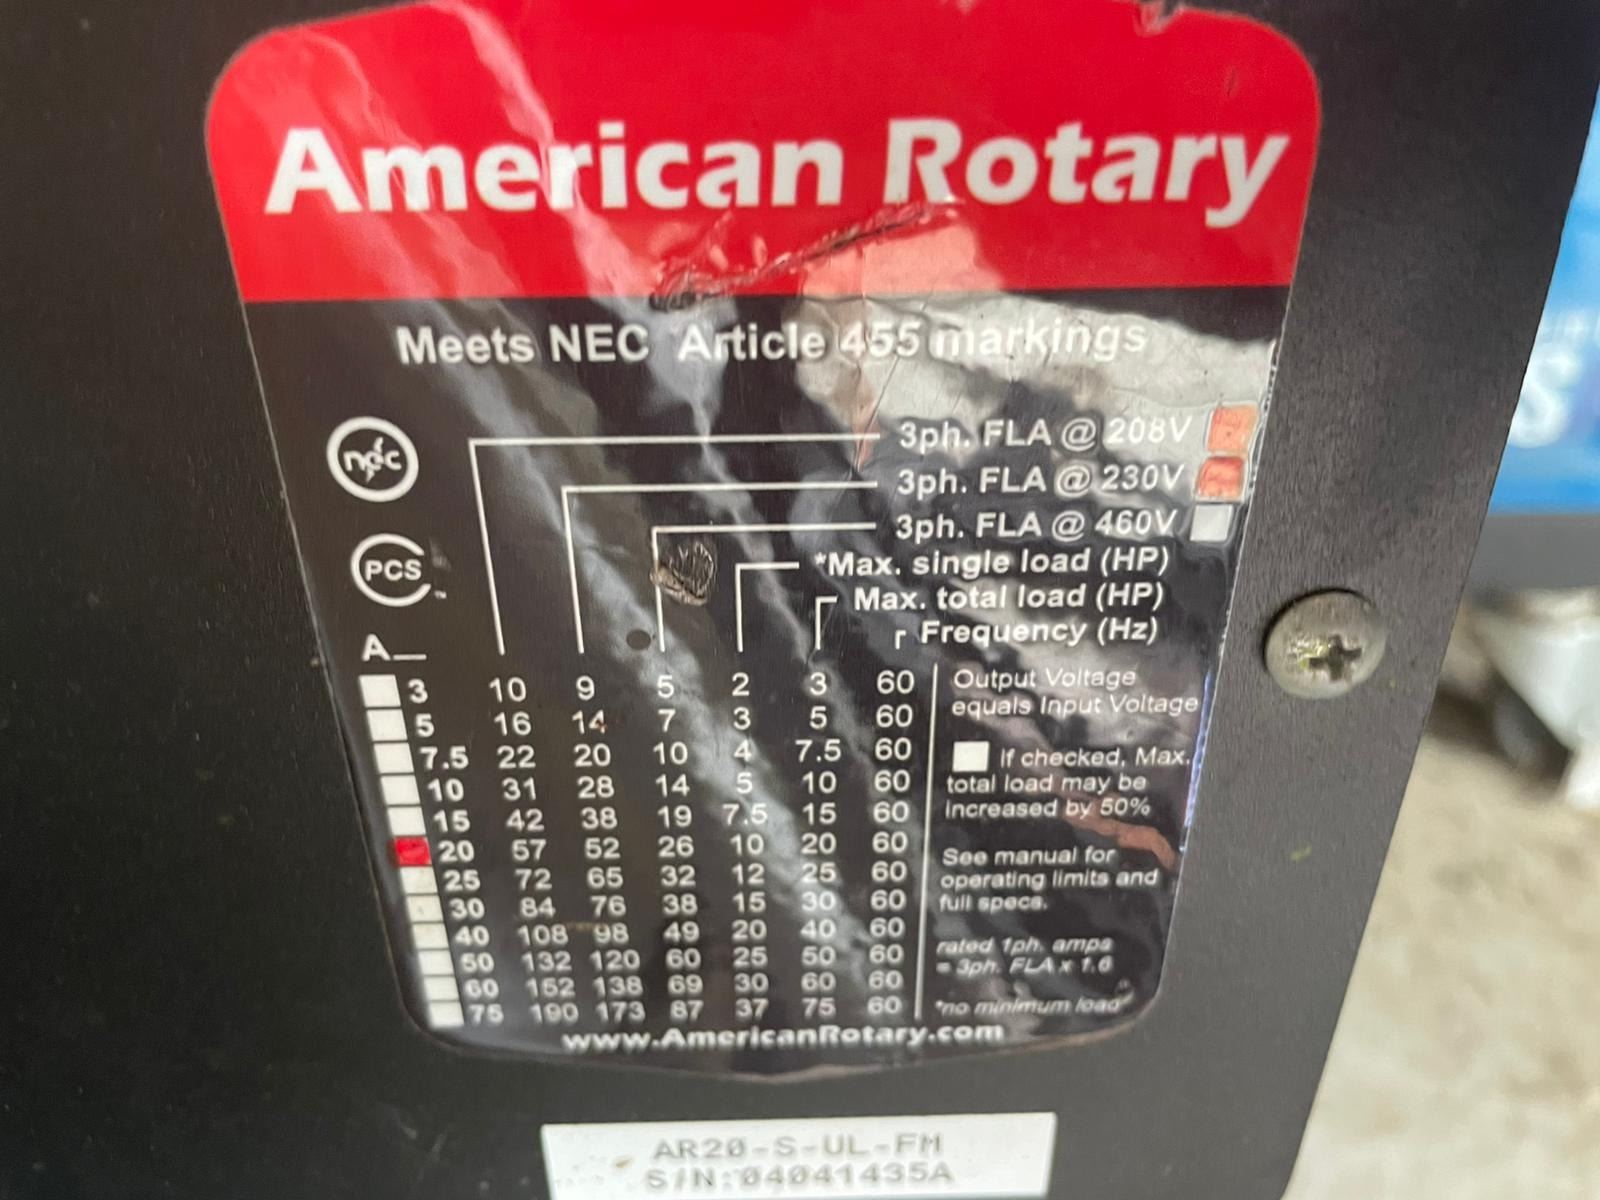 American Rotary
Meets NEC Article 455 markings
3ph. FLA @ 208V
nec
3ph. FLA @ 230V
3ph. FLA @ 460V
*Max. single load (HP)
PCS
Max. total load (HP)
Frequency (Hz)
A__
3 10 9 5 2 3 60
5 16 14 7 3 5 60
7.5 22 20 10 4 7.5 60
10 31 28 14 5 10 60
15 42 38 19 7.5 15 60
20 57 52 26 10 20 60
25 72 65 32 12 25 60
30 84 76 38 15 30 60
40 108 98 49 20 40 60
50 132 120 60 25 50 60
60 152 138 69 30 60 60
75 190 173 87 37 75 60
Output Voltage
equals Input Voltage
If checked, Max.
total load may be
increased by 50%
See manual for
operating limits and
full specs.
rated 1ph. amps
= 3ph. FLA x 1.6
*no minimum load*
www.AmericanRotary.com
AR20-S-UL-FM
S/N:04041435A